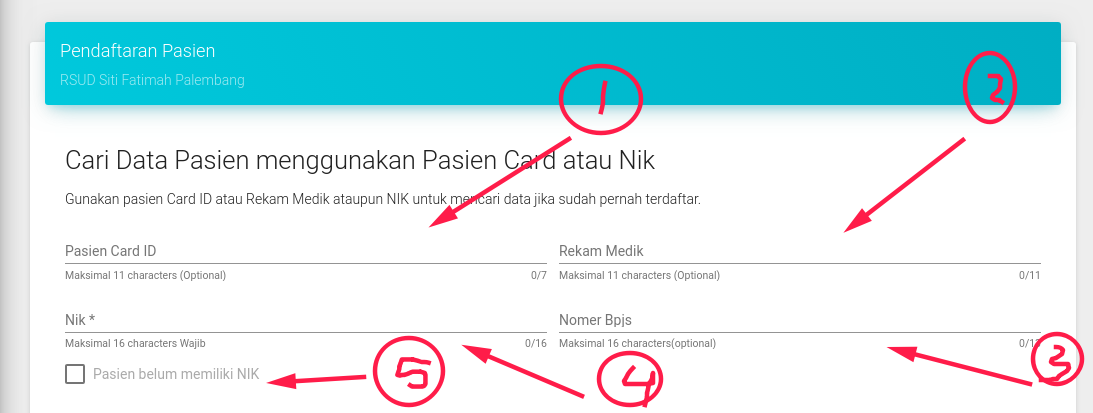 Pendaftaran Pasien
RSUD Siti Fatimah Palembang
1
2
Cari Data Pasien menggunakan Pasien Card atau Nik
Gunakan pasien Card ID atau Rekam Medik ataupun NIK untuk mencari data jika sudah pernah terdaftar.
Pasien Card ID
Rekam Medik
Maksimal 11 characters (Optional) 0/7
Maksimal 11 characters (Optional) 0/11
Nik *
Nomer Bpjs
Maksimal 16 characters Wajib 0/16
Maksimal 16 characters(optional)
3
Pasien belum memiliki NIK
5
4